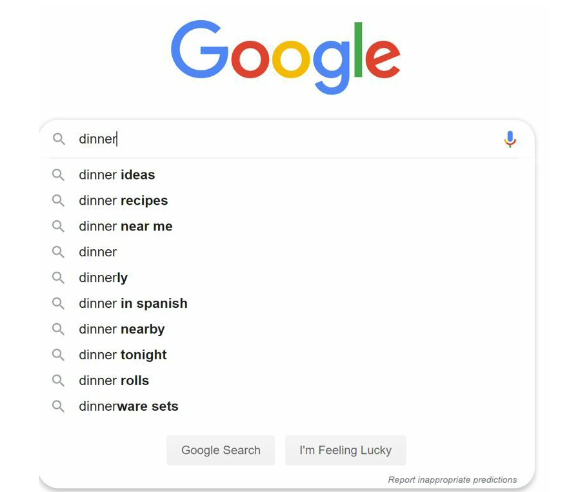 Google
dinner
dinner ideas
dinner recipes
dinner near me
dinner
dinnerly
dinner in spanish
dinner nearby
dinner tonight
dinner rolls
dinnerware sets
Google Search I'm Feeling Lucky
Report inappropriate predictions